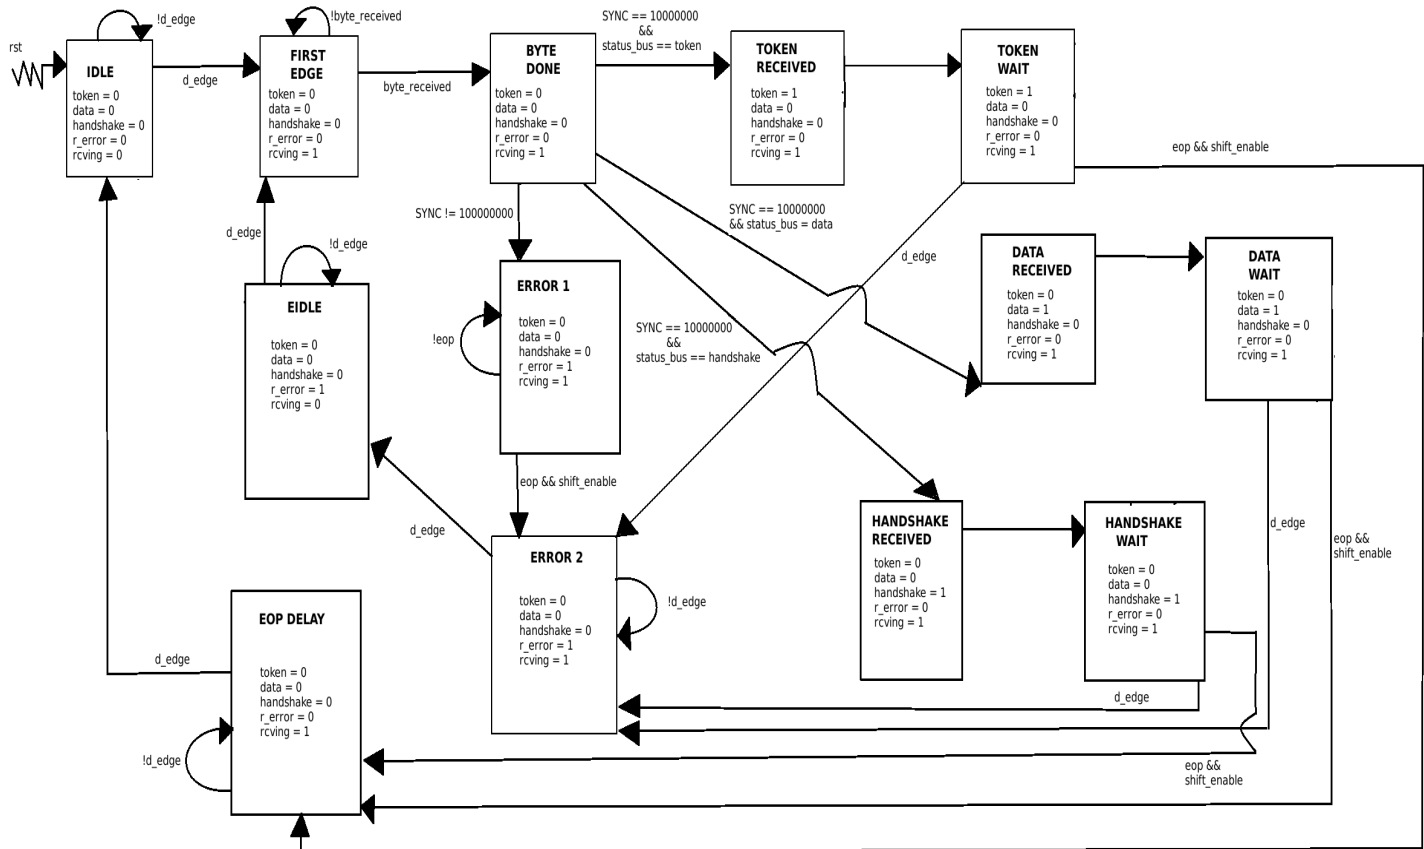 rst
!d_edge
IDLE
token = 0
data = 0
handshake = 0
r_error = 0
rcving = 0
d_edge
!byte_received
FIRST
EDGE
token = 0
data = 0
handshake = 0
r_error = 0
rcving = 1
byte_received
BYTE
DONE
token = 0
data = 0
handshake = 0
r_error = 0
rcving = 1
SYNC == 10000000
&&
status_bus == token
TOKEN
RECEIVED
token = 1
data = 0
handshake = 0
r_error = 0
rcving = 1
TOKEN
WAIT
token = 1
data = 0
handshake = 0
r_error = 0
rcving = 1
eop && shift_enable
SYNC != 100000000
SYNC == 10000000
&& status_bus = data
d_edge
d_edge
!d_edge
EIDLE
token = 0
data = 0
handshake = 0
r_error = 1
rcving = 0
ERROR 1
token = 0
data = 0
handshake = 0
r_error = 1
rcving = 1
!eop
SYNC == 10000000
&&
status_bus == handshake
DATA
RECEIVED
token = 0
data = 1
handshake = 0
r_error = 0
rcving = 1
DATA
WAIT
token = 0
data = 1
handshake = 0
r_error = 0
rcving = 1
eop && shift_enable
d_edge
ERROR 2
token = 0
data = 0
handshake = 0
r_error = 1
rcving = 1
!d_edge
HANDSHAKE
RECEIVED
token = 0
data = 0
handshake = 1
r_error = 0
rcving = 1
HANDSHAKE
WAIT
token = 0
data = 0
handshake = 1
r_error = 0
rcving = 1
d_edge
eop &&
shift_enable
EOP DELAY
token = 0
data = 0
handshake = 0
r_error = 0
rcving = 1
d_edge
!d_edge
d_edge
eop &&
shift_enable